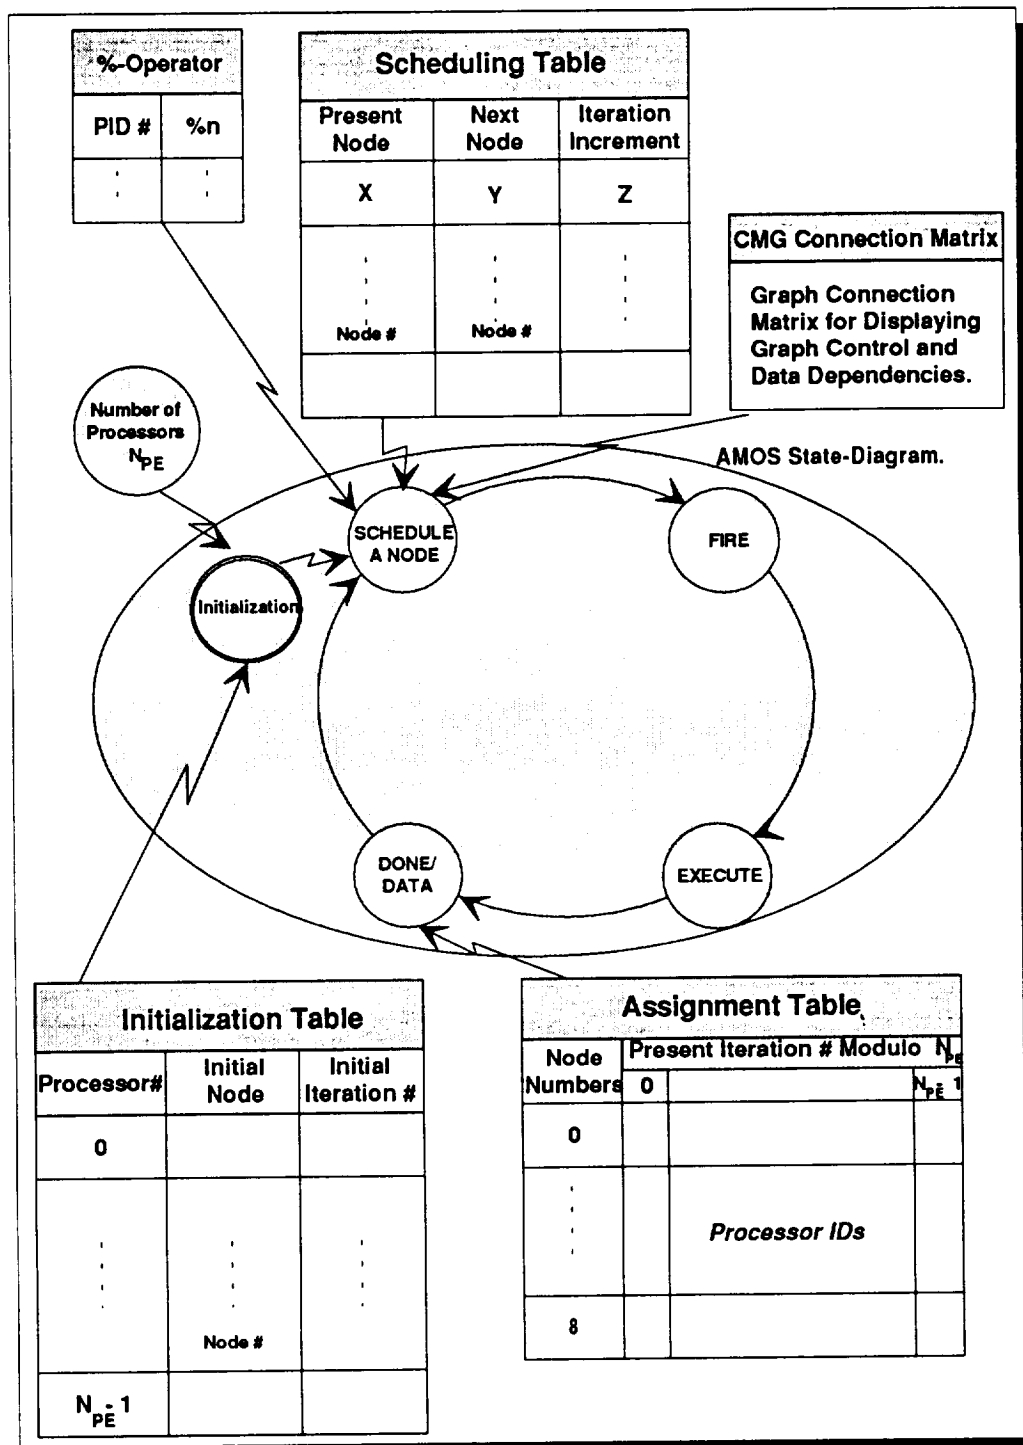 %-Operator
PID # %n
Scheduling Table
Present Node Next Node Iteration Increment
X Y Z
Node # Node #
CMG Connection Matrix
Graph Connection
Matrix for Displaying
Graph Control and
Data Dependencies.
Number of
Processors
NPE
AMOS State-Diagram.
SCHEDULE
A NODE
FIRE
Initialization
DONE/
DATA
EXECUTE
Initialization Table
Processor# Initial Node Initial Iteration #
0
Node #
NPE- 1
Assignment Table
Node Numbers
Present Iteration # Modulo NPE
0 NPE- 1
0
Processor IDs
8